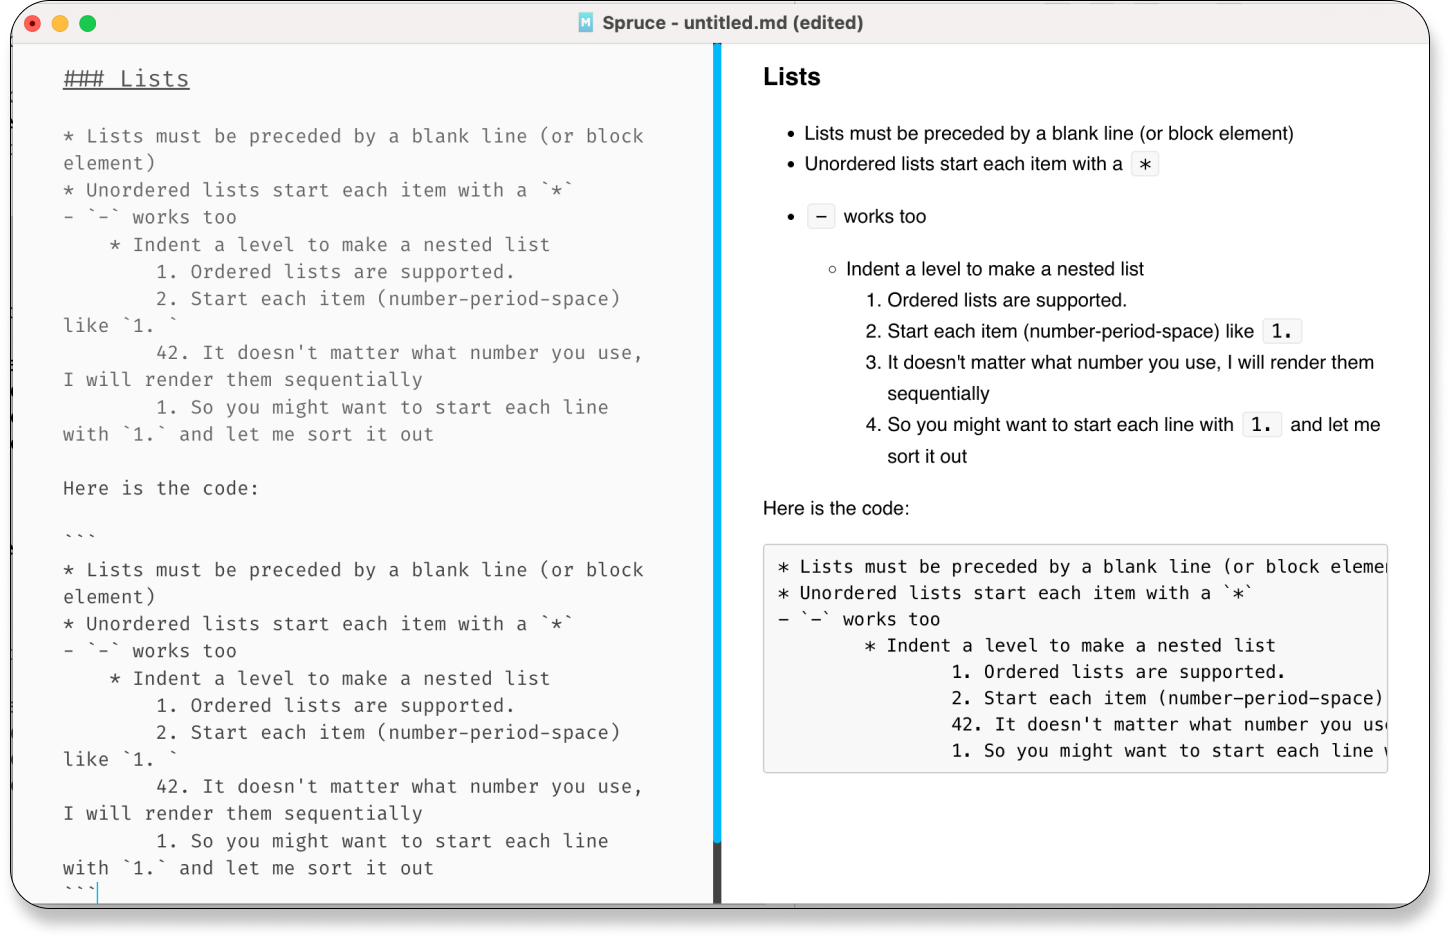 Spruce - untitled.md (edited)
### Lists
* Lists must be preceded by a blank line (or block
element)
* Unordered lists start each item with a `*`
- `-` works too
    * Indent a level to make a nested list
        1. Ordered lists are supported.
        2. Start each item (number-period-space)
like `1. `
        42. It doesn't matter what number you use,
I will render them sequentially
        1. So you might want to start each line
with `1.` and let me sort it out
Here is the code:
```
* Lists must be preceded by a blank line (or block
element)
* Unordered lists start each item with a `*`
- `-` works too
    * Indent a level to make a nested list
        1. Ordered lists are supported.
        2. Start each item (number-period-space)
like `1. `
        42. It doesn't matter what number you use,
I will render them sequentially
        1. So you might want to start each line
with `1.` and let me sort it out
```
Lists
• Lists must be preceded by a blank line (or block element)
• Unordered lists start each item with a *
• - works too
◦ Indent a level to make a nested list
1. Ordered lists are supported.
2. Start each item (number-period-space) like 1.
3. It doesn't matter what number you use, I will render them
sequentially
4. So you might want to start each line with 1. and let me
sort it out
Here is the code:
* Lists must be preceded by a blank line (or block
* Unordered lists start each item with a `*`
- `-` works too
        * Indent a level to make a nested list
                1. Ordered lists are supported.
                2. Start each item (number-period-space)
                42. It doesn't matter what number you
                1. So you might want to start each line